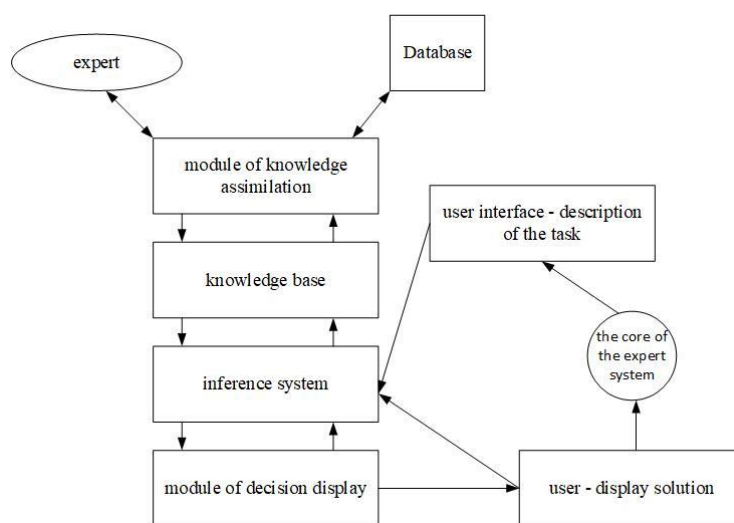 expert
Database
module of knowledge
assimilation
user interface - description
of the task
knowledge base
the core of
the expert
system
inference system
module of decision display
user - display solution